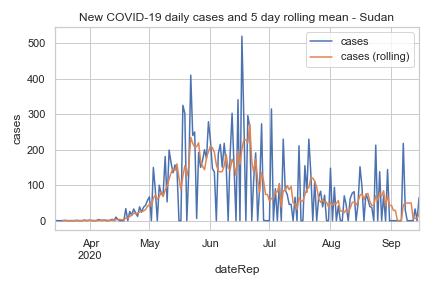 New COVID-19 daily cases and 5 day rolling mean - Sudan
cases
cases (rolling)
cases
500
400
300
200
100
0
Apr May Jun Jul Aug Sep
2020
dateRep